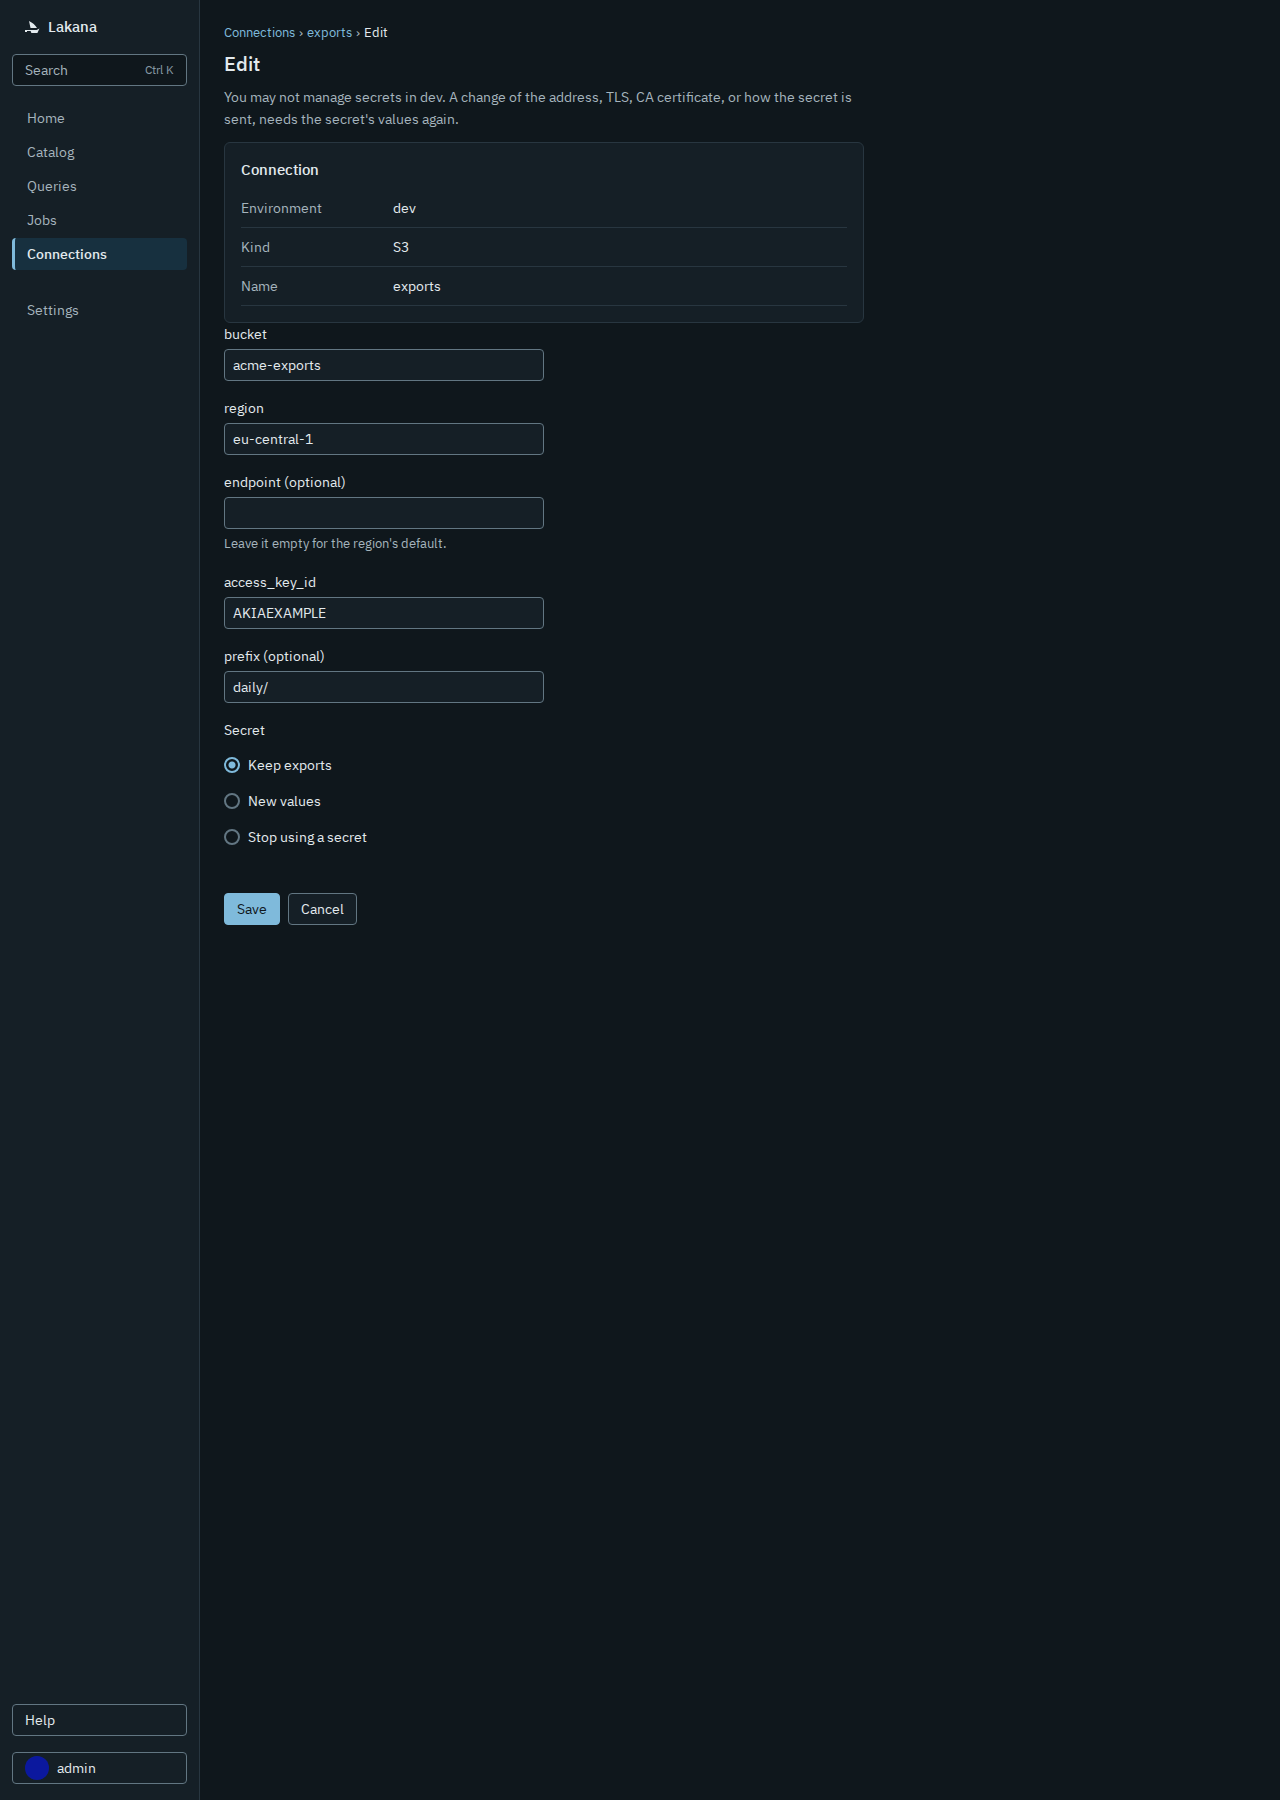 Lakana
Search Ctrl K
Home
Catalog
Queries
Jobs
Connections
Settings
Help
admin
Connections › exports › Edit
Edit
You may not manage secrets in dev. A change of the address, TLS, CA certificate, or how the secret is
sent, needs the secret's values again.
Connection
Environment dev
Kind S3
Name exports
bucket
acme-exports
region
eu-central-1
endpoint (optional)
Leave it empty for the region's default.
access_key_id
AKIAEXAMPLE
prefix (optional)
daily/
Secret
Keep exports
New values
Stop using a secret
Save Cancel